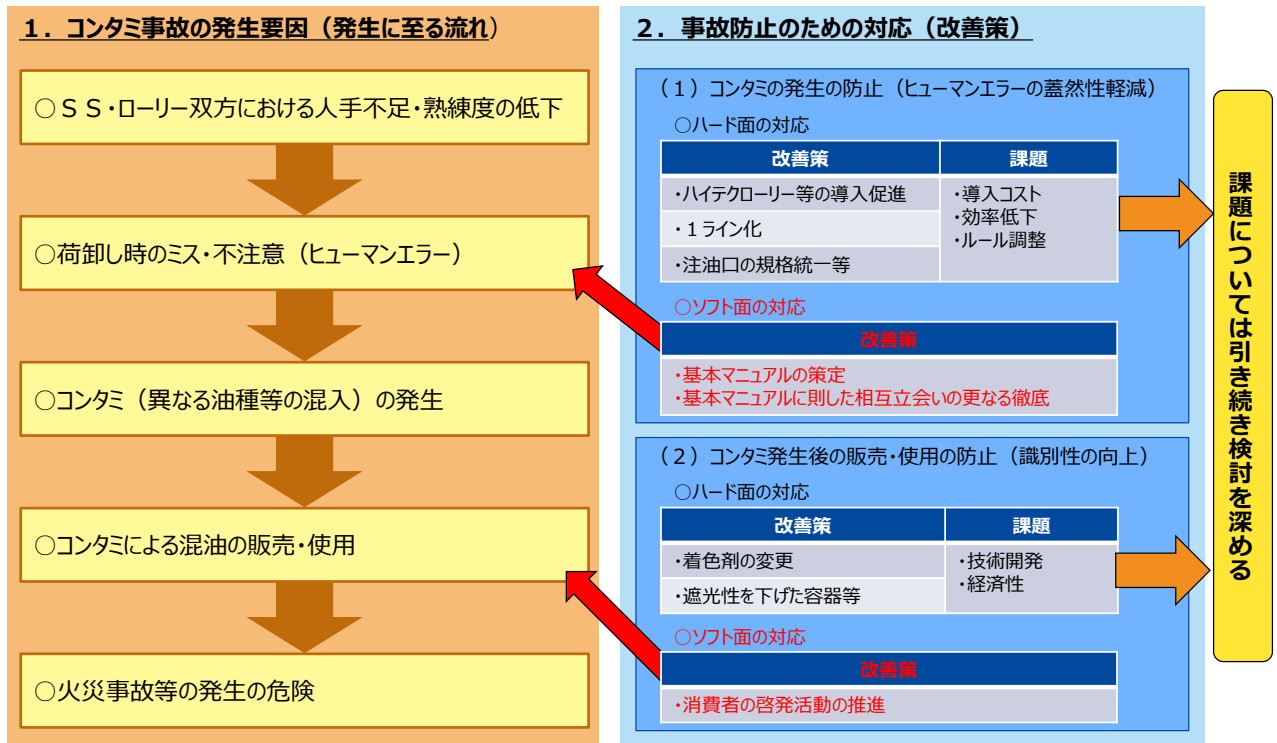 １．コンタミ事故の発生要因（発生に至る流れ）
○ＳＳ・ローリー双方における人手不足・熟練度の低下
○荷卸し時のミス・不注意（ヒューマンエラー）
○コンタミ（異なる油種等の混入）の発生
○コンタミによる混油の販売・使用
○火災事故等の発生の危険
２．事故防止のための対応（改善策）
（１）コンタミの発生の防止（ヒューマンエラーの蓋然性軽減）
○ハード面の対応
改善策
課題
・ハイテクローリー等の導入促進
・１ライン化
・注油口の規格統一等
・導入コスト
・効率低下
・ルール調整
○ソフト面の対応
改善策
・基本マニュアルの策定
・基本マニュアルに則した相互立会いの更なる徹底
（２）コンタミ発生後の販売・使用の防止（識別性の向上）
○ハード面の対応
改善策
課題
・着色剤の変更
・遮光性を下げた容器等
・技術開発
・経済性
○ソフト面の対応
改善策
・消費者の啓発活動の推進
課題については引き続き検討を深める